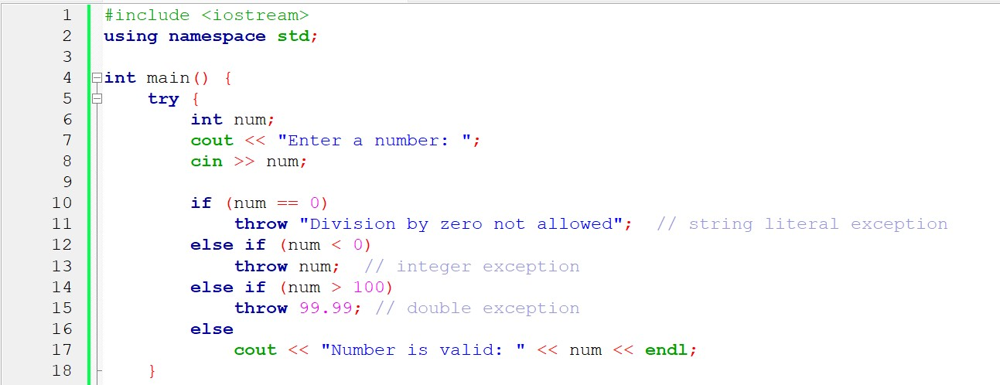 1 #include <iostream>
2 using namespace std;
3
4 int main() {
5     try {
6         int num;
7         cout << "Enter a number: ";
8         cin >> num;
9
10         if (num == 0)
11             throw "Division by zero not allowed";  // string literal exception
12         else if (num < 0)
13             throw num;  // integer exception
14         else if (num > 100)
15             throw 99.99; // double exception
16         else
17             cout << "Number is valid: " << num << endl;
18     }